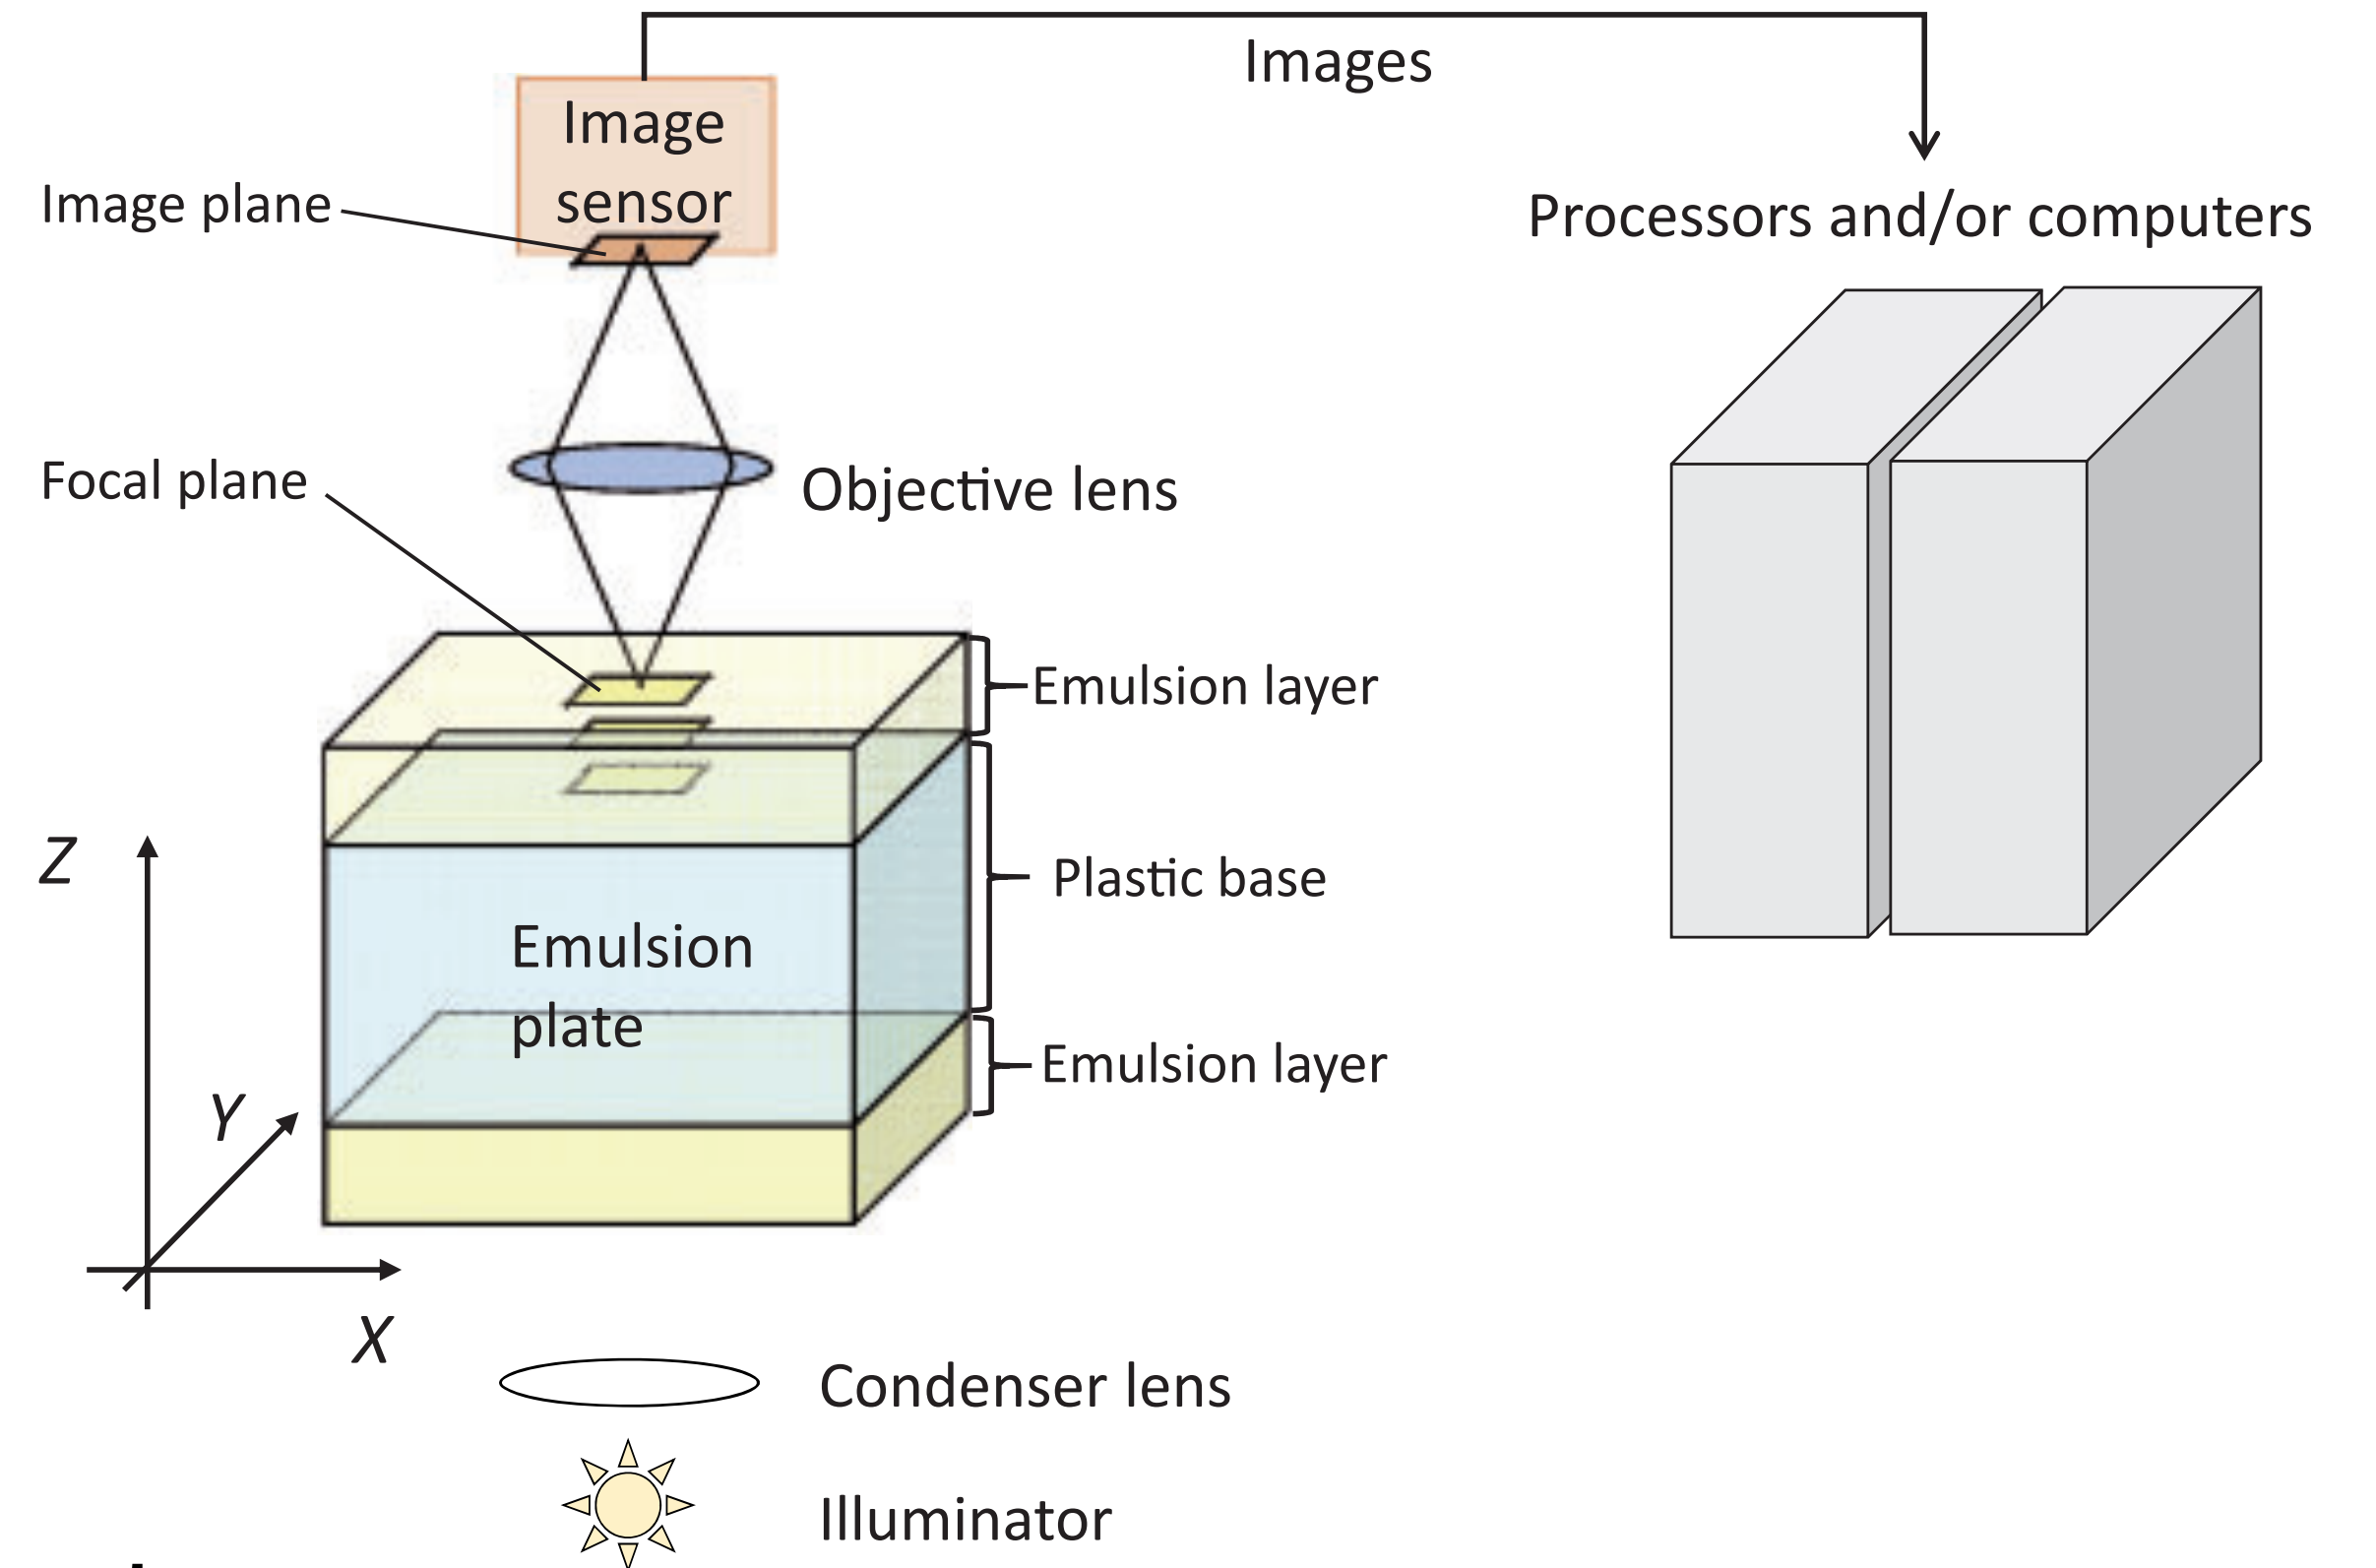 Images
Image
sensor
Image plane
Processors and/or computers
Focal plane
Objective lens
Emulsion layer
Z
Plastic base
Emulsion
plate
Emulsion layer
Y
X
Condenser lens
Illuminator